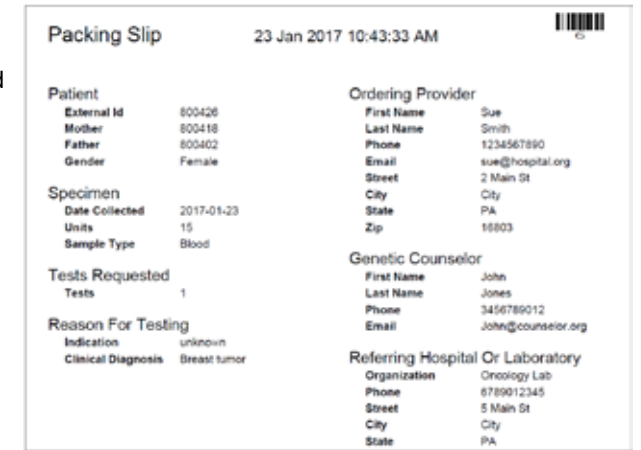 Packing Slip 23 Jan 2017 10:43:33 AM
6
d
Patient
External Id 800426
Mother 800418
Father 800402
Gender Female
Specimen
Date Collected 2017-01-23
Units 15
Sample Type Blood
Tests Requested
Tests 1
Reason For Testing
Indication unknown
Clinical Diagnosis Breast tumor
Ordering Provider
First Name Sue
Last Name Smith
Phone 1234567890
Email sue@hospital.org
Street 2 Main St
City City
State PA
Zip 16803
Genetic Counselor
First Name John
Last Name Jones
Phone 3456789012
Email John@counselor.org
Referring Hospital Or Laboratory
Organization Oncology Lab
Phone 6789012345
Street 5 Main St
City City
State PA